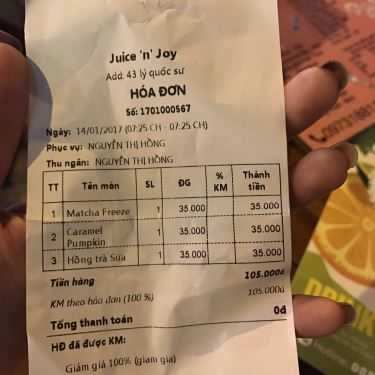 Juice 'n' Joy
Add: 43 lý quốc sư
HÓA ĐƠN
Số: 1701000567
Ngày: 14/01/2017 (07:25 CH - 07:25 CH)
Phục vụ: NGUYỄN THỊ HỒNG
Thu ngân: NGUYỄN THỊ HỒNG
TT Tên món SL ĐG % KM Thành tiền
1 Matcha Freeze 1 35.000 35.000
2 Caramel Pumpkin 1 35.000 35.000
3 Hồng trà Sữa 1 35.000 35.000
Tiền hàng 105.000đ
KM theo hóa đơn (100 %) 105.000đ
Tổng thanh toán 0đ
HĐ đã được KM:
Giảm giá 100% (giam gia)